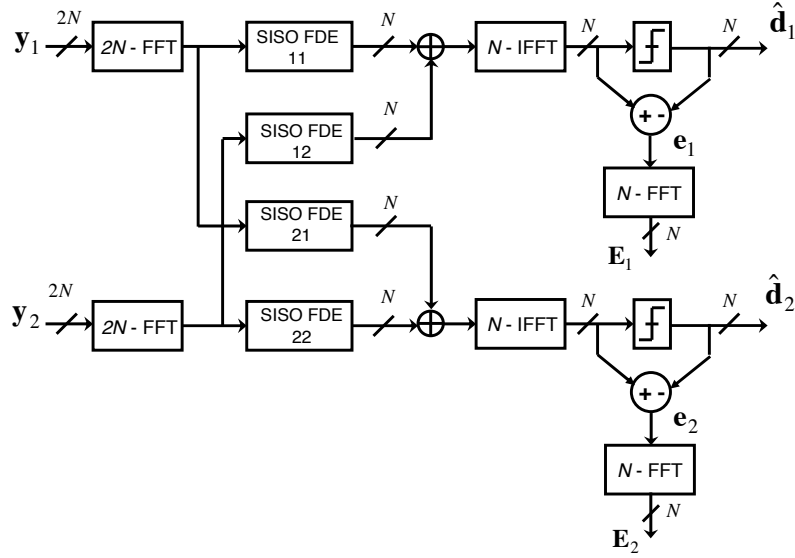 y1
2N
2N - FFT
SISO FDE
11
N
N - IFFT
N
N
d̂1
SISO FDE
12
N
+ -
e1
N - FFT
N
E1
SISO FDE
21
N
y2
2N
2N - FFT
SISO FDE
22
N
N - IFFT
N
N
d̂2
+ -
e2
N - FFT
N
E2